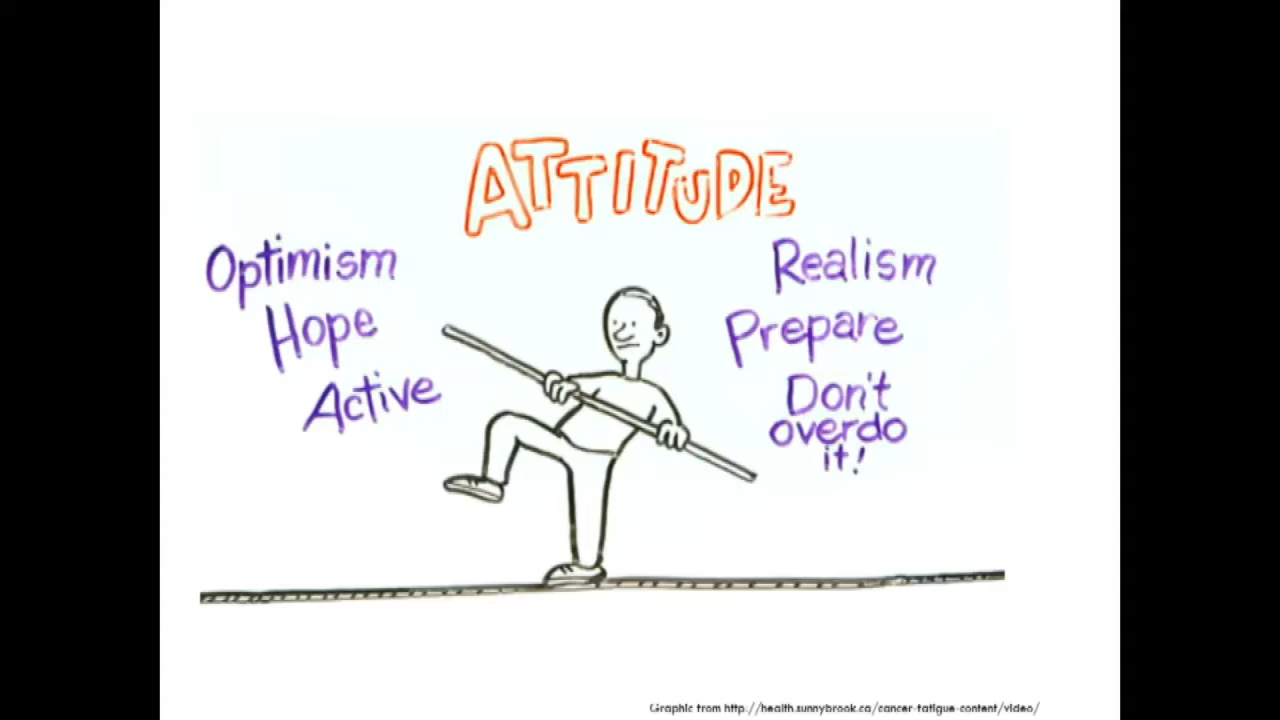 ATTITUDE
Optimism
Hope
Active
Realism
Prepare
Don't
overdo
it!
Graphic from http://health.sunnybrook.ca/cancer-fatigue-content/video/